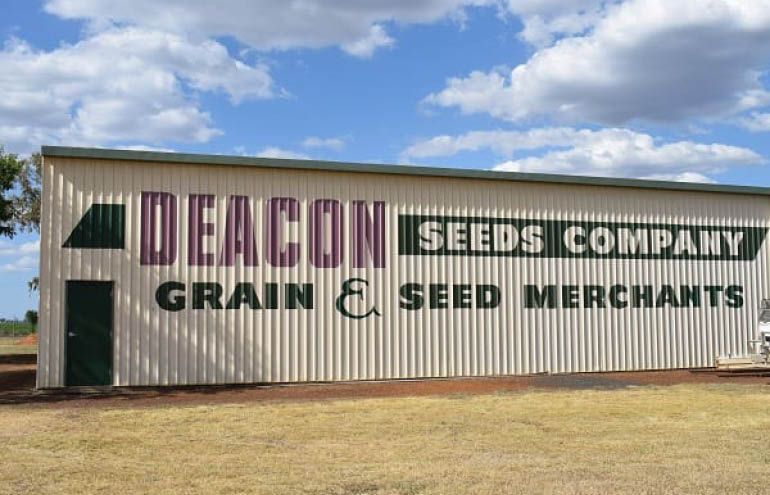 DEACON SEEDS COMPANY
GRAIN & SEED MERCHANTS